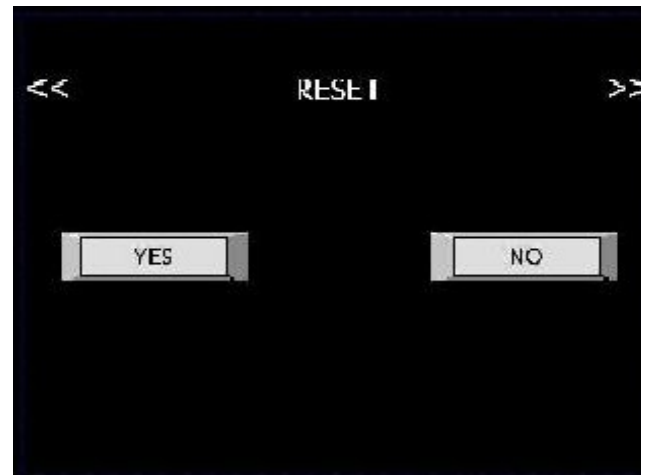 << RESET >>
YES NO